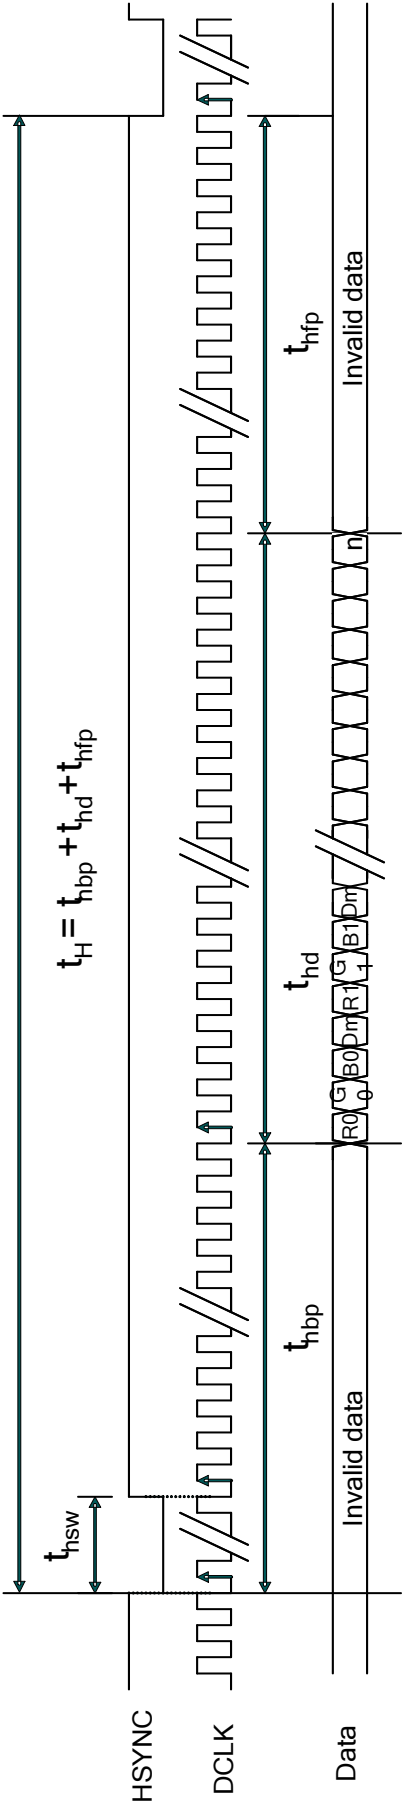 t_H = t_hbp + t_hd + t_hfp
t_hsw
HSYNC
DCLK
t_hbp
t_hd
t_hfp
Data
Invalid data
R0
G0
B0
Dm
R1
G1
B1
Dm
n
Invalid data